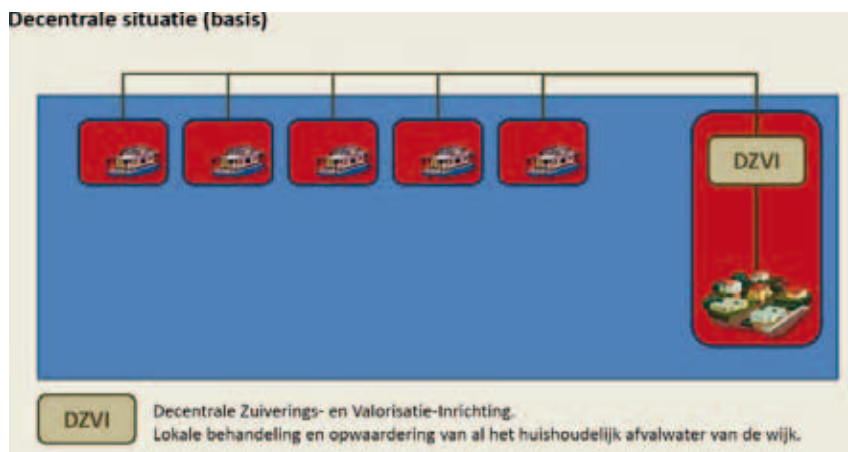 Decentrale situatie (basis)
DZVI
DZVI
Decentrale Zuiverings- en Valorisatie-Inrichting.
Lokale behandeling en opwaardering van al het huishoudelijk afvalwater van de wijk.